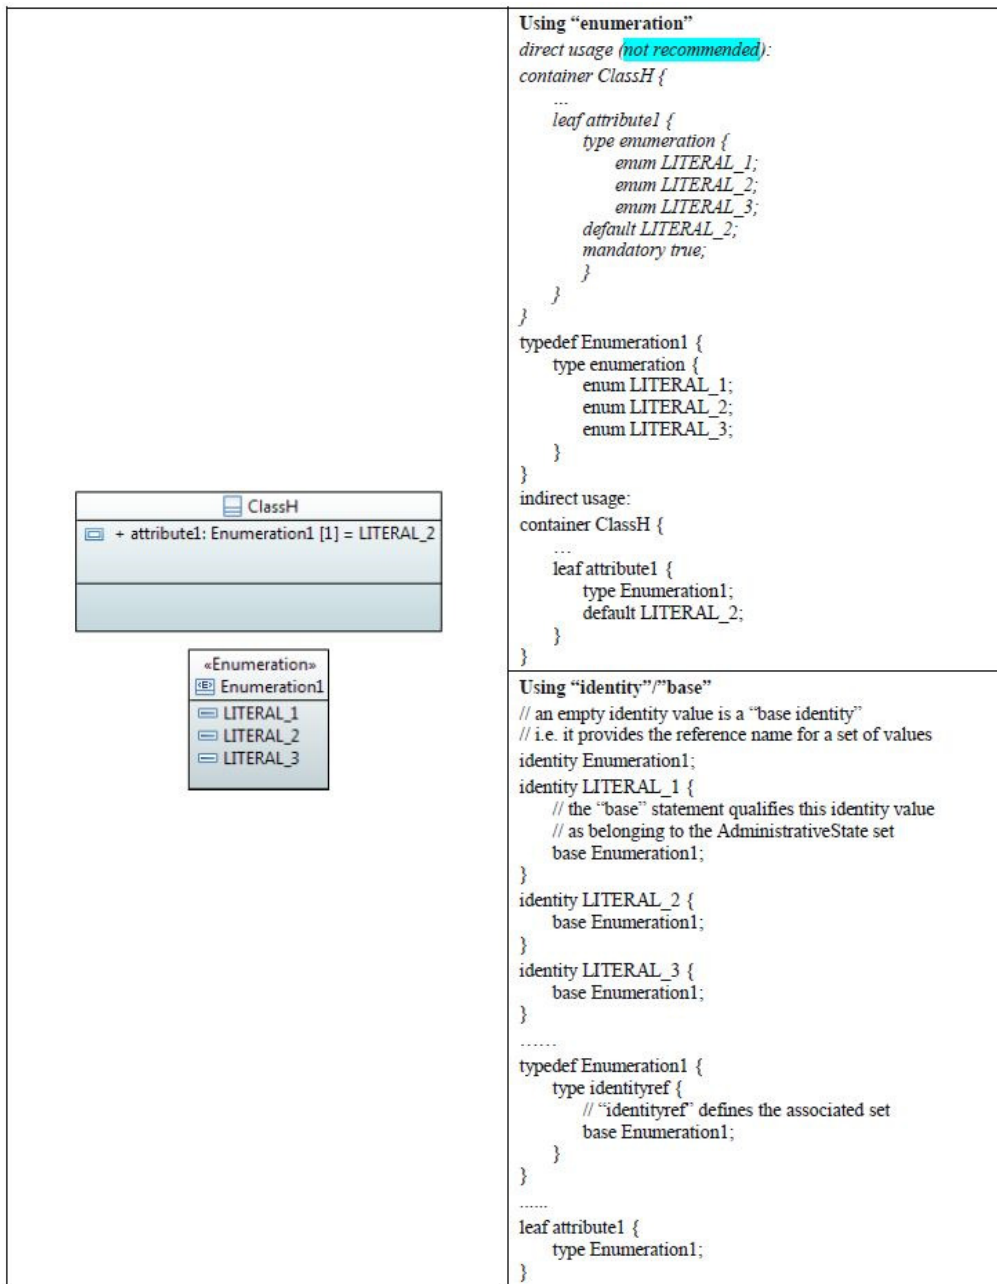 ClassH
+ attribute1: Enumeration1 [1] = LITERAL_2
«Enumeration»
Enumeration1
LITERAL_1
LITERAL_2
LITERAL_3
Using “enumeration”
direct usage (not recommended):
container ClassH {
...
leaf attribute1 {
type enumeration {
enum LITERAL_1;
enum LITERAL_2;
enum LITERAL_3;
default LITERAL_2;
mandatory true;
}
}
}
typedef Enumeration1 {
type enumeration {
enum LITERAL_1;
enum LITERAL_2;
enum LITERAL_3;
}
}
indirect usage:
container ClassH {
...
leaf attribute1 {
type Enumeration1;
default LITERAL_2;
}
}
Using “identity”/”base”
// an empty identity value is a “base identity”
// i.e. it provides the reference name for a set of values
identity Enumeration1;
identity LITERAL_1 {
// the “base” statement qualifies this identity value
// as belonging to the AdministrativeState set
base Enumeration1;
}
identity LITERAL_2 {
base Enumeration1;
}
identity LITERAL_3 {
base Enumeration1;
}
......
typedef Enumeration1 {
type identityref {
// “identityref” defines the associated set
base Enumeration1;
}
}
......
leaf attribute1 {
type Enumeration1;
}